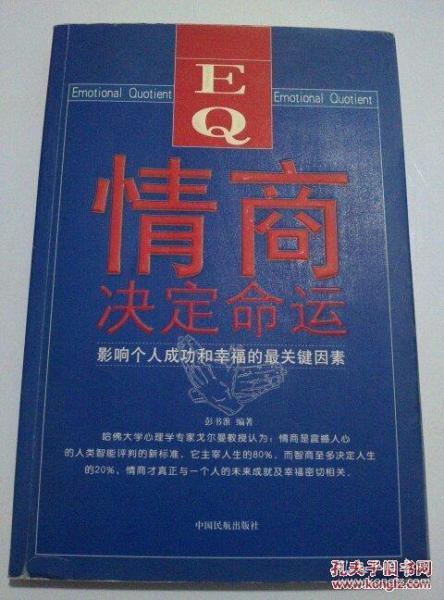 E
Q
Emotional Quotient
Emotional Quotient
情商
决定命运
影响个人成功和幸福的最关键因素
彭书淮 编著
哈佛大学心理学专家戈尔曼教授认为：情商是震撼人心
的人类智能评判的新标准，它主宰人生的80%，而智商至多决定人生
的20%，情商才真正与一个人的未来成就及幸福密切相关．
中国民航出版社
孔夫子旧书网